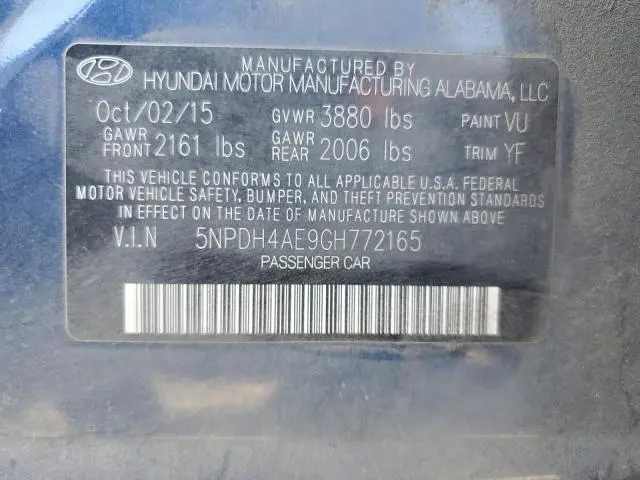 MANUFACTURED BY
HYUNDAI MOTOR MANUFACTURING ALABAMA, LLC
Oct/02/15 GVWR 3880 lbs PAINT VU
GAWR FRONT 2161 lbs GAWR REAR 2006 lbs TRIM YF
THIS VEHICLE CONFORMS TO ALL APPLICABLE U.S.A. FEDERAL
MOTOR VEHICLE SAFETY, BUMPER, AND THEFT PREVENTION STANDARDS
IN EFFECT ON THE DATE OF MANUFACTURE SHOWN ABOVE.
V.I.N 5NPDH4AE9GH772165
PASSENGER CAR